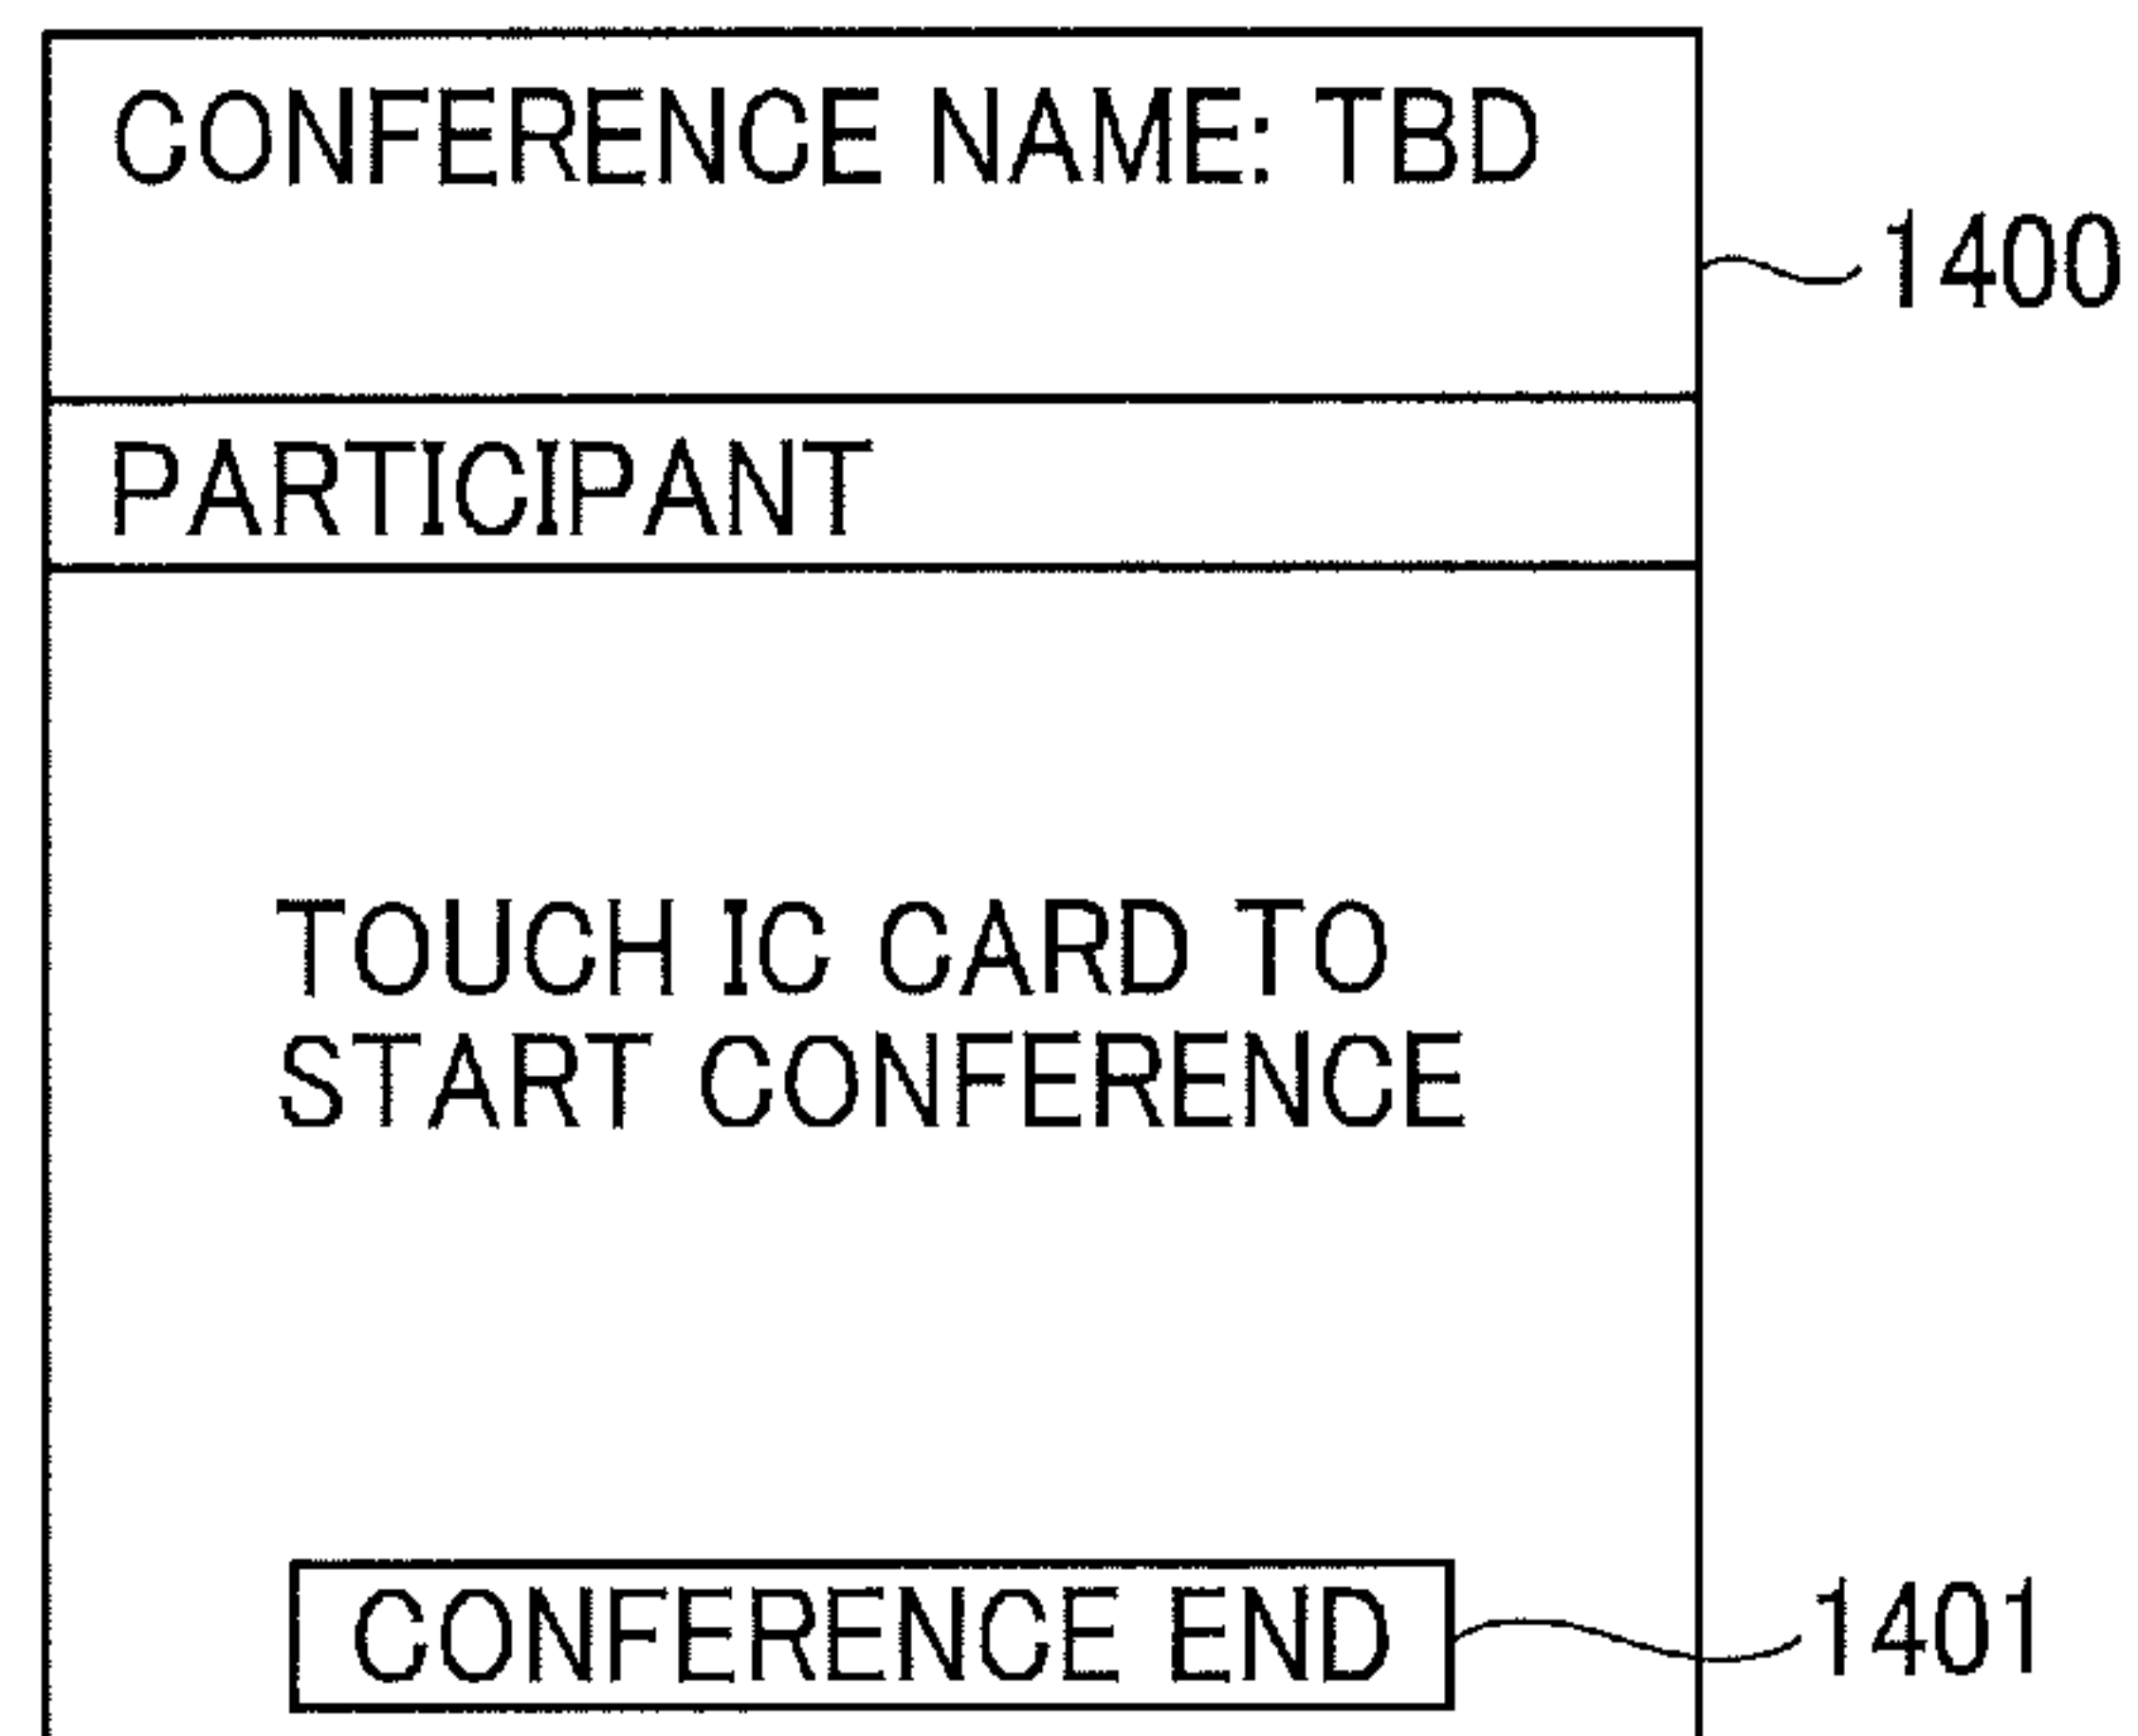 CONFERENCE NAME: TBD
1400
PARTICIPANT
TOUCH IC CARD TO
START CONFERENCE
CONFERENCE END
1401